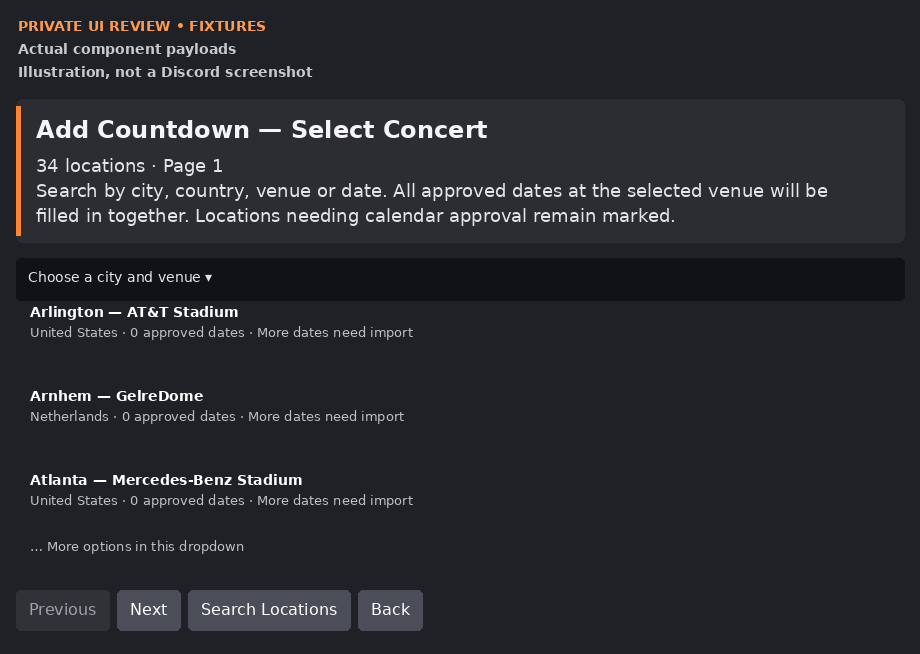 PRIVATE UI REVIEW • FIXTURES
Actual component payloads
Illustration, not a Discord screenshot
Add Countdown — Select Concert
34 locations · Page 1
Search by city, country, venue or date. All approved dates at the selected venue will be
filled in together. Locations needing calendar approval remain marked.
Choose a city and venue ▾
Arlington — AT&T Stadium
United States · 0 approved dates · More dates need import
Arnhem — GelreDome
Netherlands · 0 approved dates · More dates need import
Atlanta — Mercedes-Benz Stadium
United States · 0 approved dates · More dates need import
... More options in this dropdown
Previous Next Search Locations Back